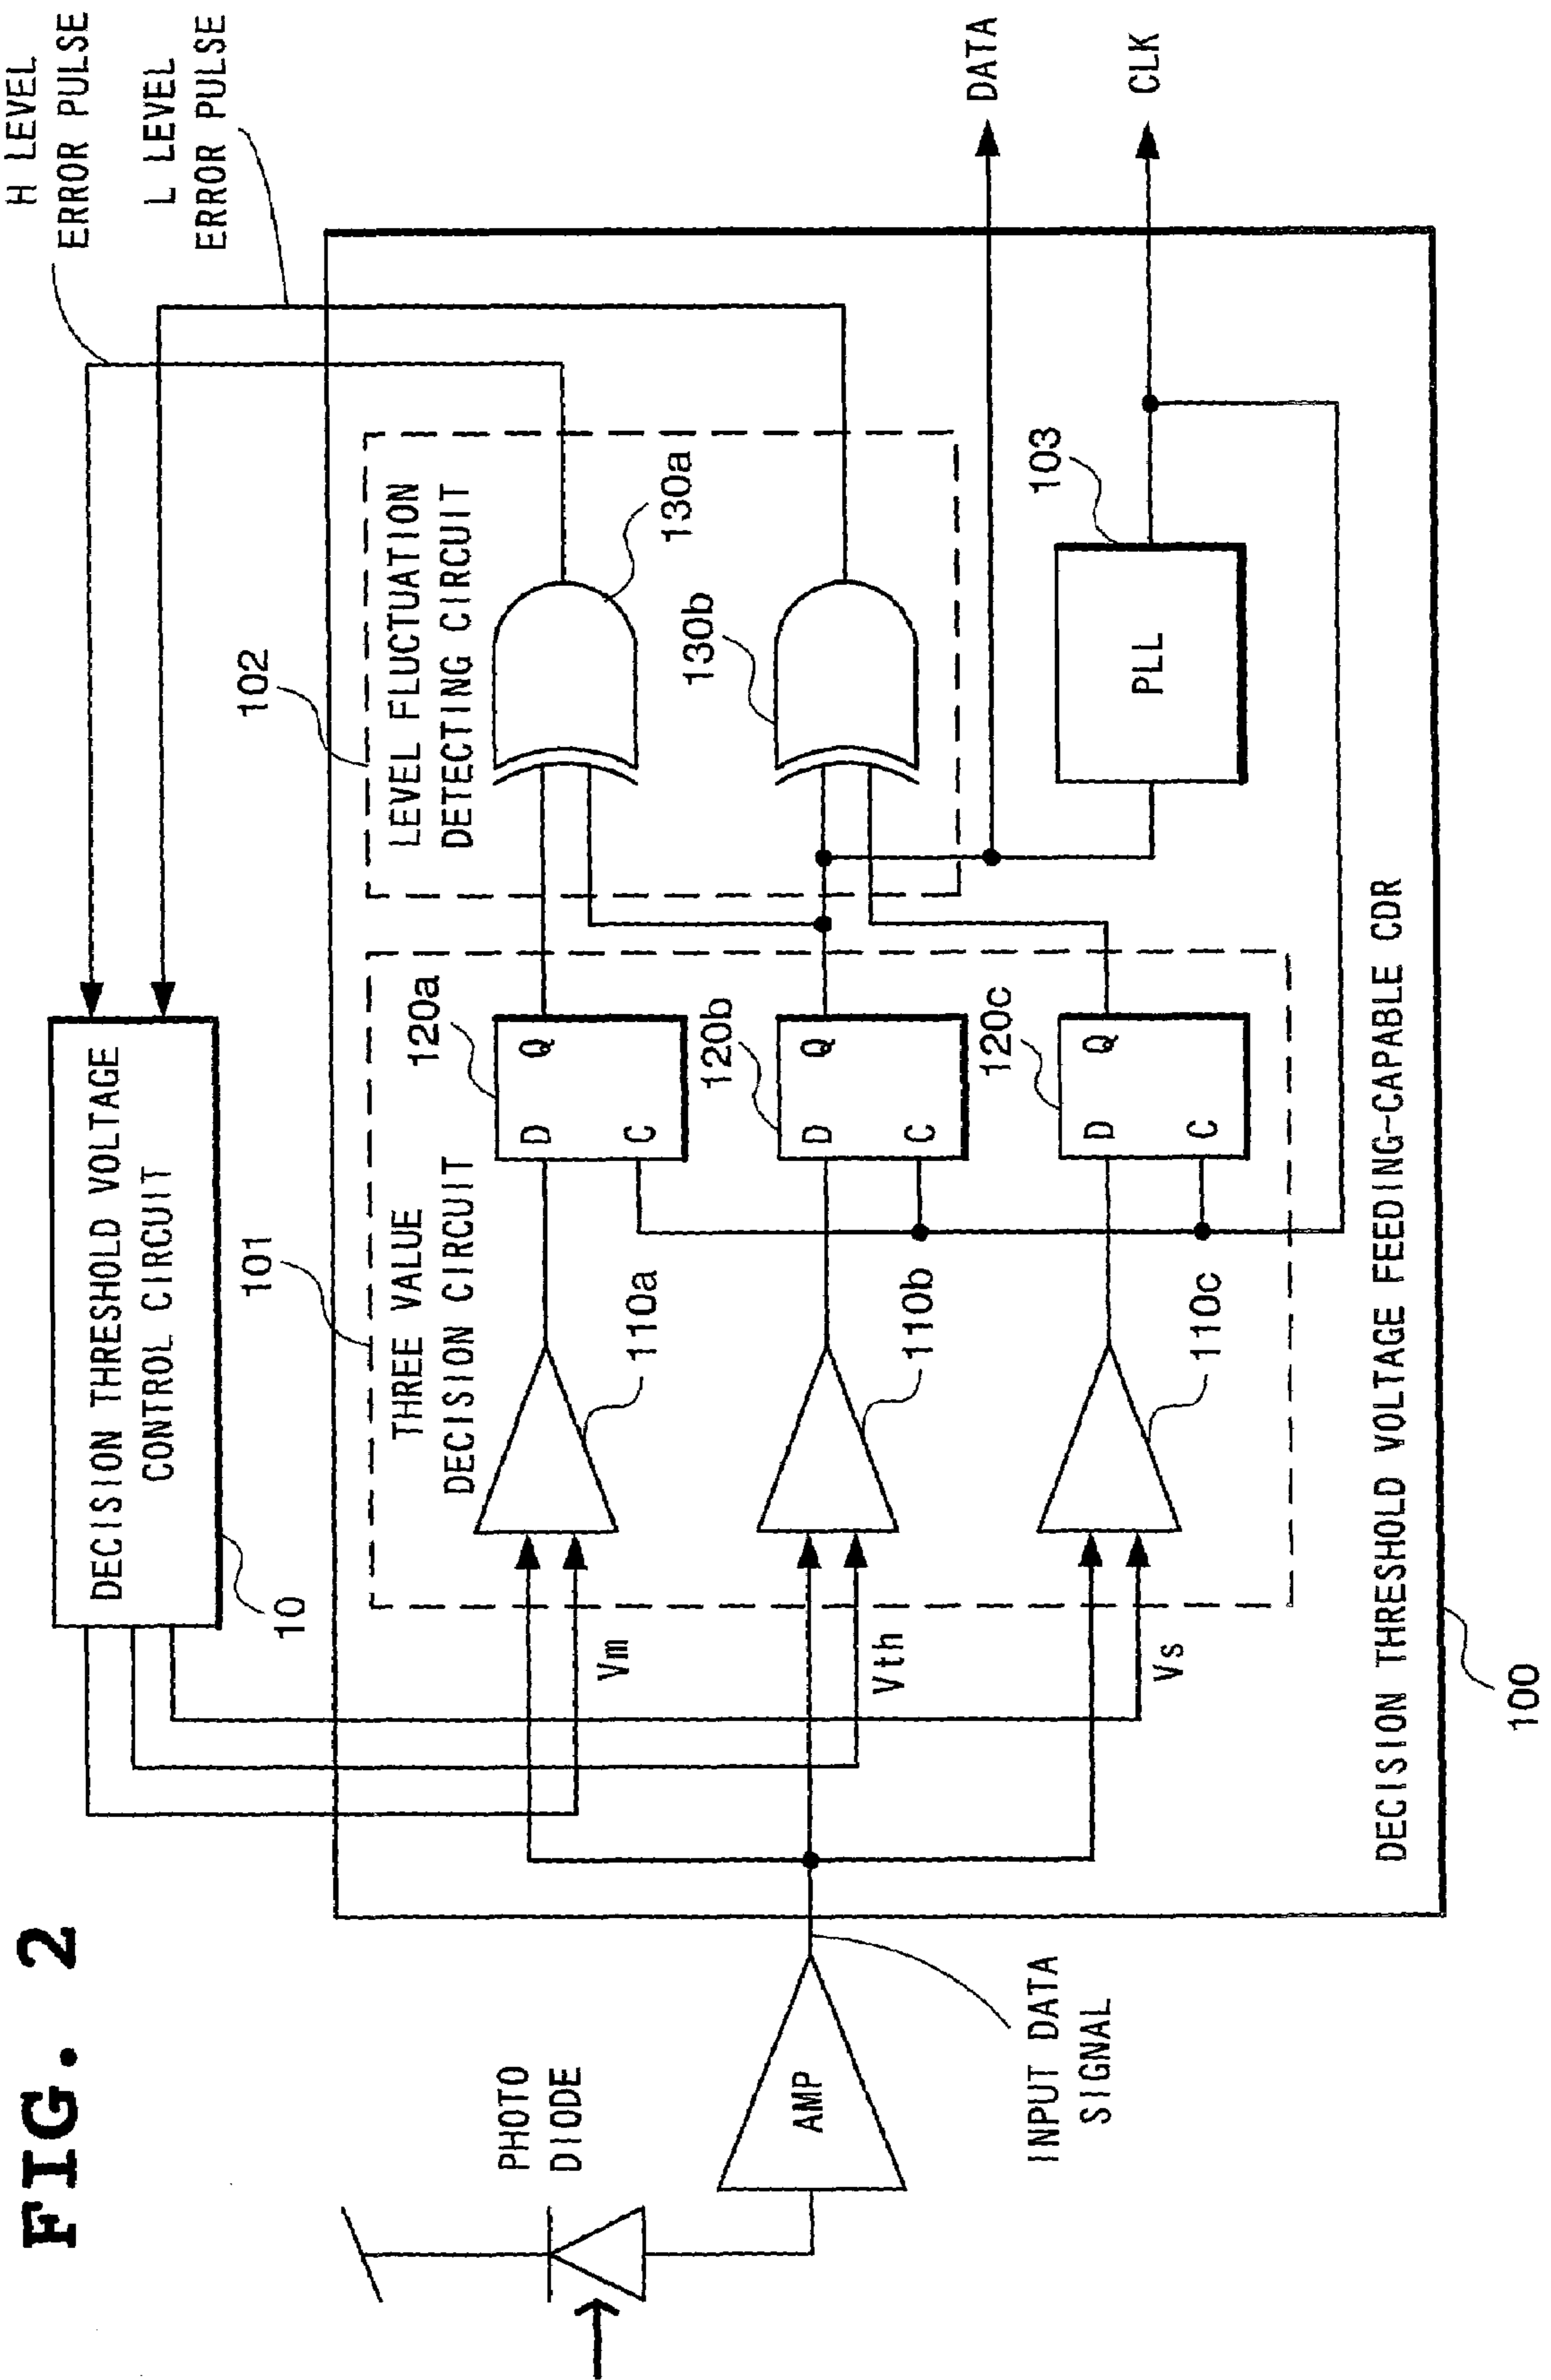 FIG. 2
H LEVEL
ERROR PULSE
L LEVEL
ERROR PULSE
DECISION THRESHOLD VOLTAGE
CONTROL CIRCUIT
10
101
102
THREE VALUE
DECISION CIRCUIT
LEVEL FLUCTUATION
DETECTING CIRCUIT
PHOTO
DIODE
AMP
INPUT DATA
SIGNAL
Vm
Vth
Vs
110a
110b
110c
120a
D
Q
C
120b
D
Q
C
120c
D
Q
C
130a
130b
103
PLL
DATA
CLK
DECISION THRESHOLD VOLTAGE FEEDING-CAPABLE CDR
100